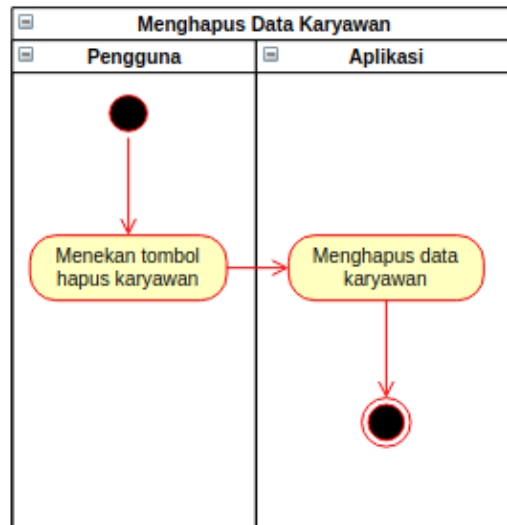 Menghapus Data Karyawan
Pengguna
Aplikasi
Menekan tombol
hapus karyawan
Menghapus data
karyawan